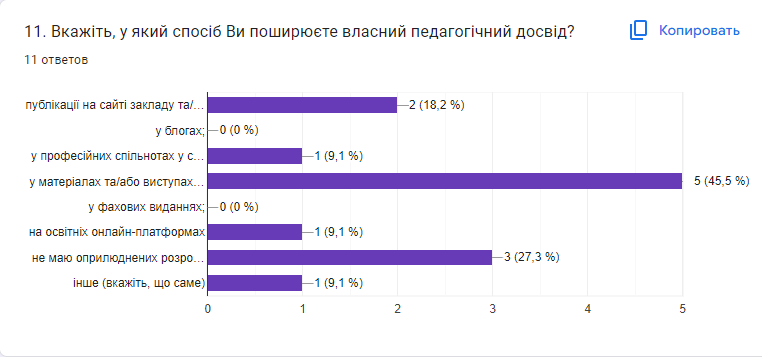 11. Вкажіть, у який спосіб Ви поширюєте власний педагогічний досвід?
Копировать
11 ответов
публікації на сайті закладу та/...
2 (18,2 %)
у блогах;
0 (0 %)
у професійних спільнотах у с...
1 (9,1 %)
у матеріалах та/або виступах...
5 (45,5 %)
у фахових виданнях;
0 (0 %)
на освітніх онлайн-платформах
1 (9,1 %)
не маю оприлюднених розро...
3 (27,3 %)
інше (вкажіть, що саме)
1 (9,1 %)
0 1 2 3 4 5